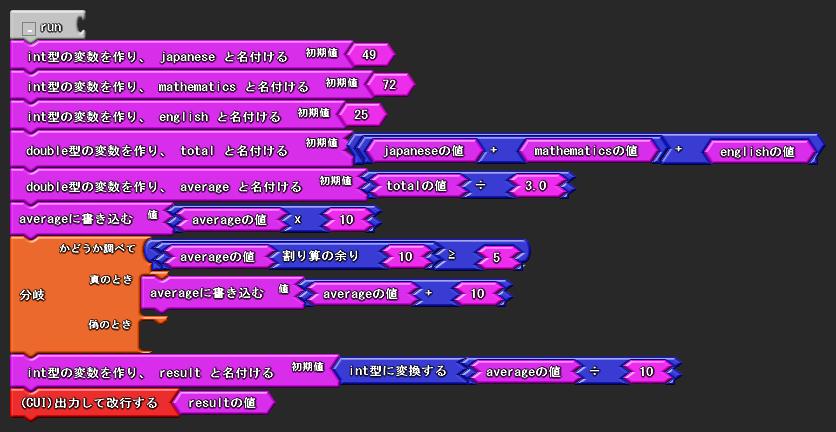 run
int型の変数を作り、 japanese と名付ける 初期値 49
int型の変数を作り、 mathematics と名付ける 初期値 72
int型の変数を作り、 english と名付ける 初期値 25
double型の変数を作り、 total と名付ける 初期値 japaneseの値 + mathematicsの値 + englishの値
double型の変数を作り、 average と名付ける 初期値 totalの値 ÷ 3.0
averageに書き込む 値 averageの値 x 10
かどうか調べて averageの値 割り算の余り 10 ≥ 5
分岐 真のとき averageに書き込む 値 averageの値 + 10
偽のとき
int型の変数を作り、 result と名付ける 初期値 int型に変換する averageの値 ÷ 10
(CUI)出力して改行する resultの値